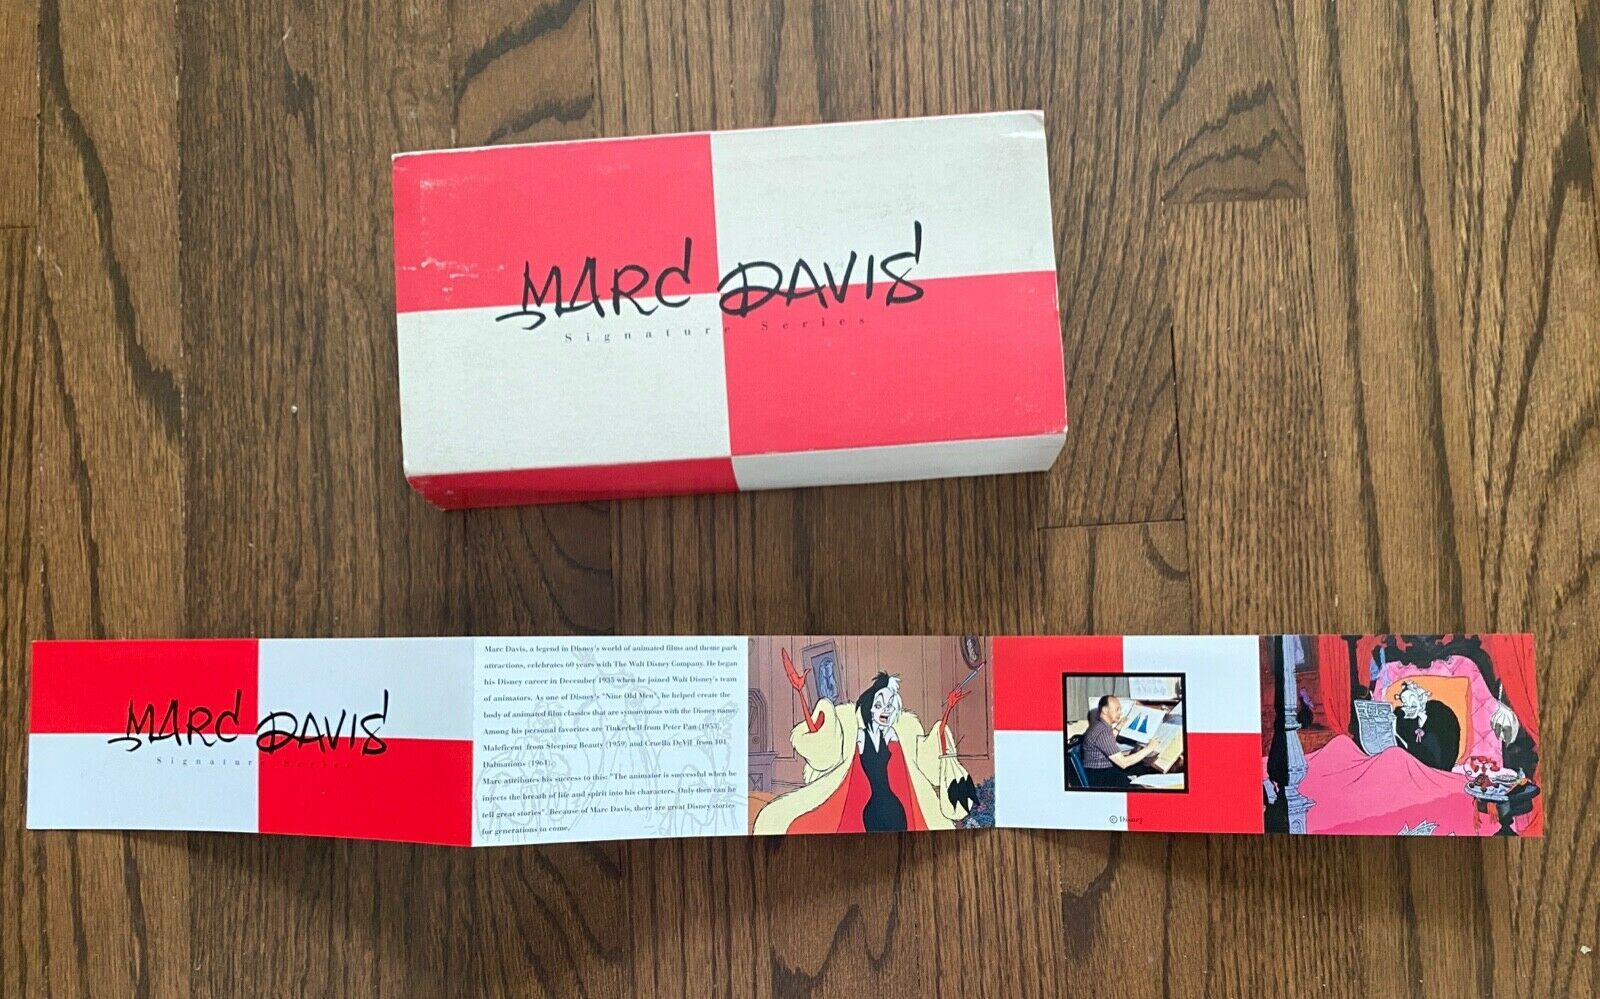 MARC DAVIS
Signature Series
MARC DAVIS
Signature Series
Marc Davis, a legend in Disney's world of animated films and theme park
attractions, celebrates 60 years with The Walt Disney Company. He began
his Disney career in December 1935 when he joined Walt Disney's team
of animators. As one of Disney's "Nine Old Men", he helped create the
body of animated film classics that are synonymous with the Disney name.
Among his personal favorites are Tinkerbell from Peter Pan (1953),
Maleficent from Sleeping Beauty (1959) and Cruella DeVil from 101
Dalmations (1961).
Marc attributes his success to this: "The animator is successful when he
injects the breath of life and spirit into his characters. Only then can he
tell great stories". Because of Marc Davis, there are great Disney stories
for generations to come.
© Disney